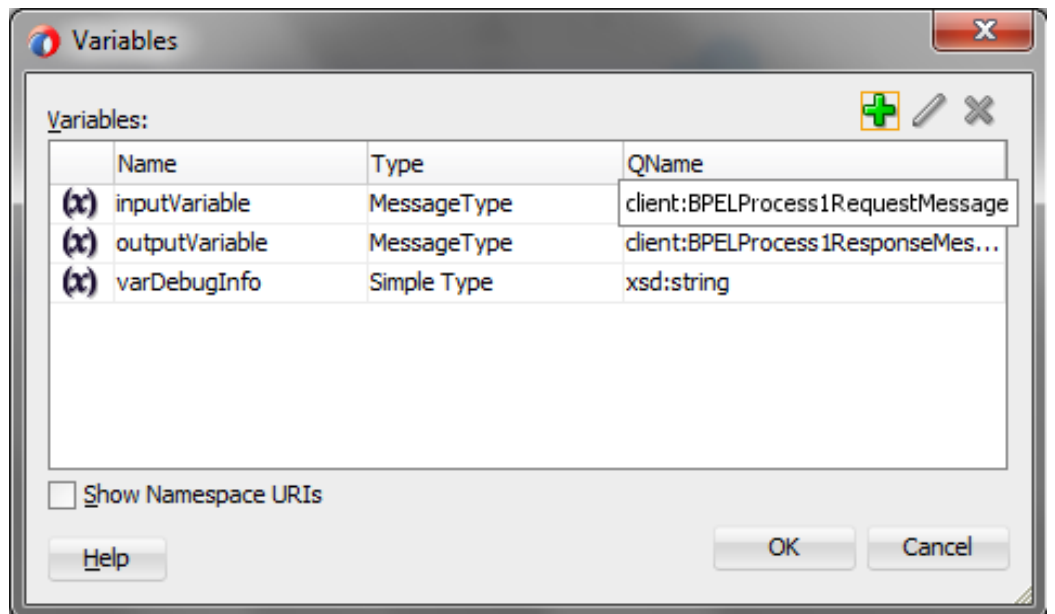 Variables
Variables:
Name Type QName
(x) inputVariable MessageType client:BPELProcess1RequestMessage
(x) outputVariable MessageType client:BPELProcess1ResponseMes...
(x) varDebugInfo Simple Type xsd:string
Show Namespace URIs
Help OK Cancel